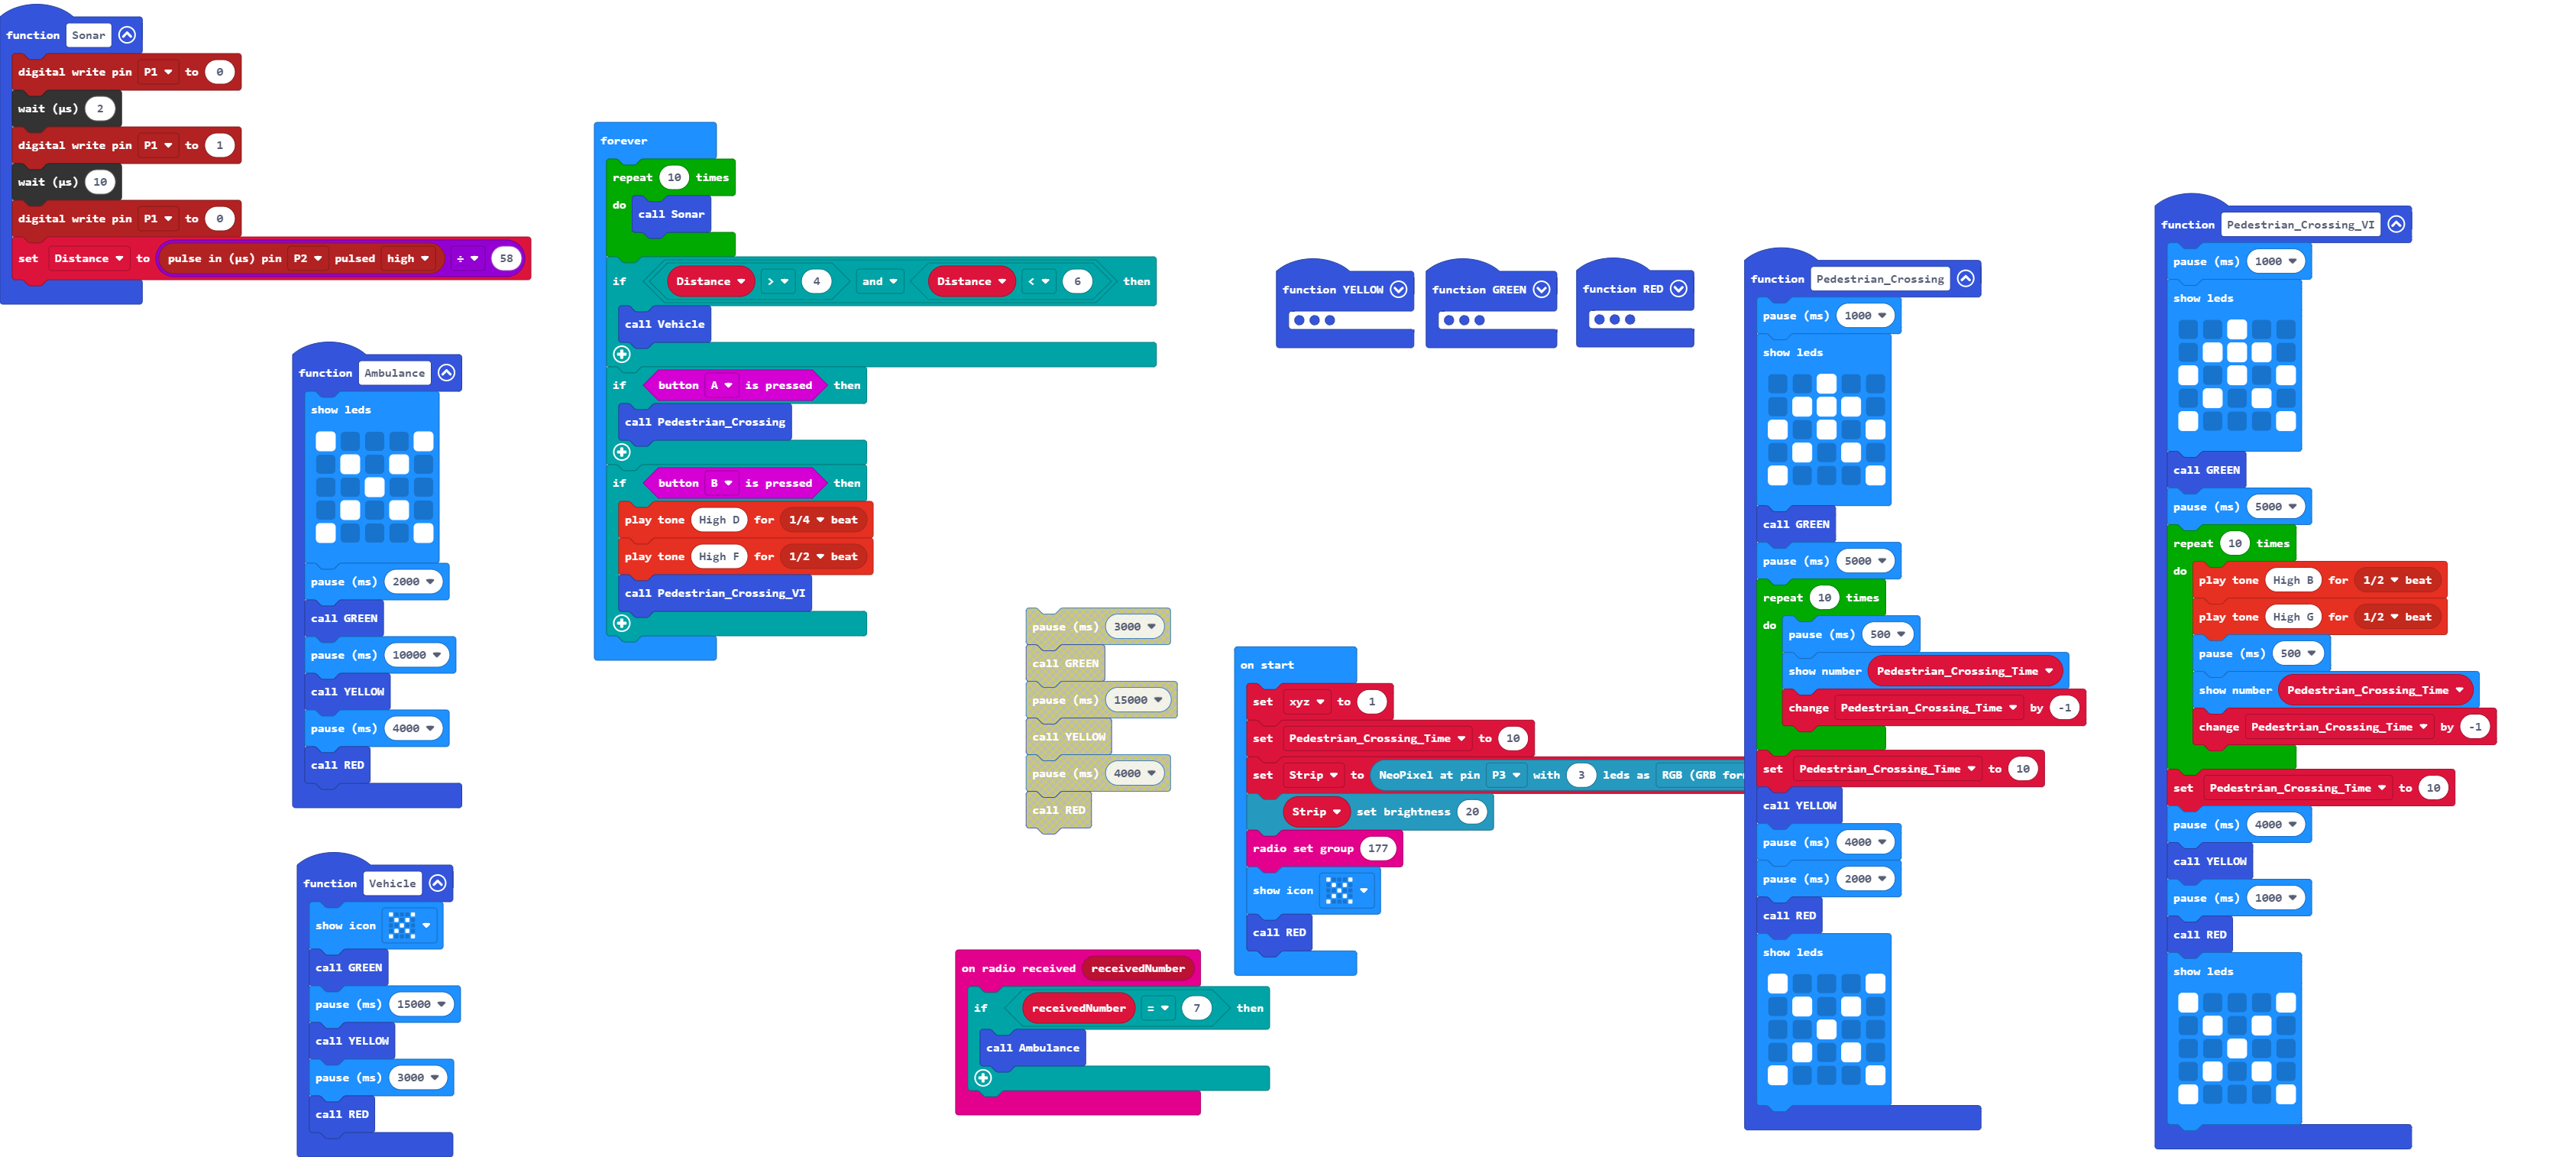 function Sonar
digital write pin P1 to 0
wait (µs) 2
digital write pin P1 to 1
wait (µs) 10
digital write pin P1 to 0
set Distance to pulse in (µs) pin P2 pulsed high ÷ 58
function Ambulance
show leds
pause (ms) 2000
call GREEN
pause (ms) 10000
call YELLOW
pause (ms) 4000
call RED
function Vehicle
show icon
call GREEN
pause (ms) 15000
call YELLOW
pause (ms) 3000
call RED
forever
repeat 10 times
do call Sonar
if Distance > 4 and Distance < 6 then
call Vehicle
if button A is pressed then
call Pedestrian_Crossing
if button B is pressed then
play tone High D for 1/4 beat
play tone High F for 1/2 beat
call Pedestrian_Crossing_VI
pause (ms) 3000
call GREEN
pause (ms) 15000
call YELLOW
pause (ms) 4000
call RED
on radio received receivedNumber
if receivedNumber = 7 then
call Ambulance
function YELLOW
function GREEN
function RED
on start
set xyz to 1
set Pedestrian_Crossing_Time to 10
set Strip to NeoPixel at pin P3 with 3 leds as RGB (GRB for
Strip set brightness 20
radio set group 177
show icon
call RED
function Pedestrian_Crossing
pause (ms) 1000
show leds
call GREEN
pause (ms) 5000
repeat 10 times
do pause (ms) 500
show number Pedestrian_Crossing_Time
change Pedestrian_Crossing_Time by -1
set Pedestrian_Crossing_Time to 10
call YELLOW
pause (ms) 4000
pause (ms) 2000
call RED
show leds
function Pedestrian_Crossing_VI
pause (ms) 1000
show leds
call GREEN
pause (ms) 5000
repeat 10 times
do play tone High B for 1/2 beat
play tone High G for 1/2 beat
pause (ms) 500
show number Pedestrian_Crossing_Time
change Pedestrian_Crossing_Time by -1
set Pedestrian_Crossing_Time to 10
pause (ms) 4000
call YELLOW
pause (ms) 1000
call RED
show leds